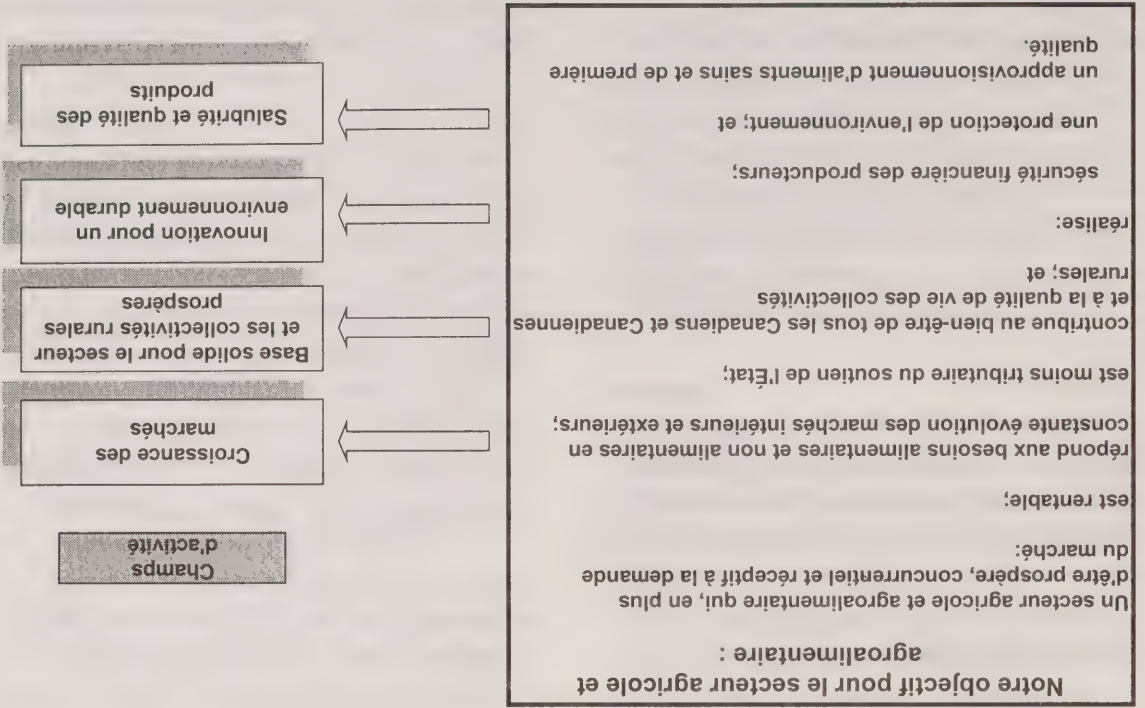 Notre objectif pour le secteur agricole et
agroalimentaire :
Un secteur agricole et agroalimentaire qui, en plus
d'être prospère, concurrentiel et réceptif à la demande
du marché:
est rentable;
répond aux besoins alimentaires et non alimentaires en
constante évolution des marchés intérieurs et extérieurs;
est moins tributaire du soutien de l'État;
contribue au bien-être de tous les Canadiens et Canadiennes
et à la qualité de vie des collectivités
rurales; et
réalise:
sécurité financière des producteurs;
une protection de l'environnement; et
un approvisionnement d'aliments sains et de première
qualité.
Champs
d'activité
Croissance des
marchés
Base solide pour le secteur
et les collectivités rurales
prospères
Innovation pour un
environnement durable
Salubrité et qualité des
produits